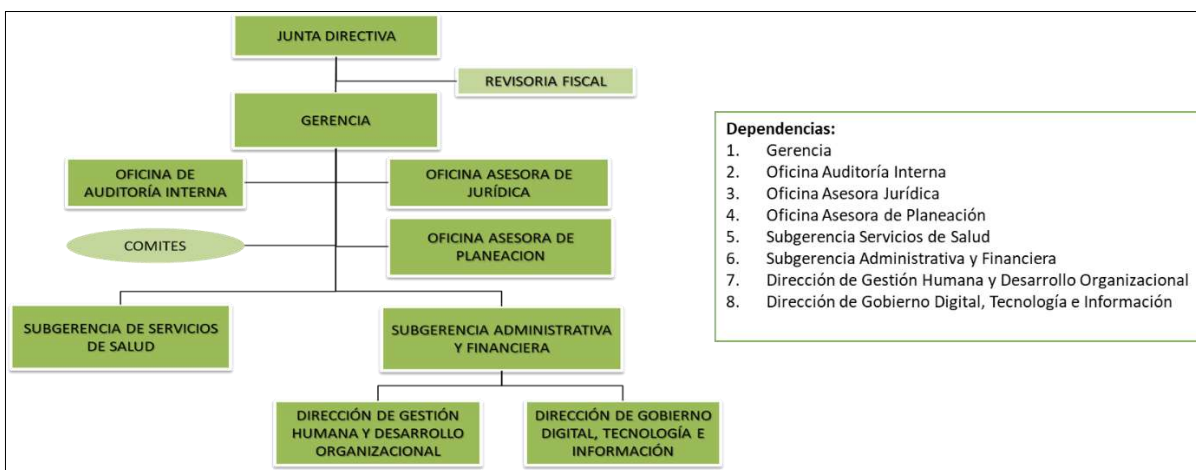 JUNTA DIRECTIVA
REVISORIA FISCAL
GERENCIA
OFICINA DE
AUDITORÍA INTERNA
OFICINA ASESORA DE
JURÍDICA
COMITES
OFICINA ASESORA DE
PLANEACION
SUBGERENCIA DE SERVICIOS
DE SALUD
SUBGERENCIA ADMINISTRATIVA
Y FINANCIERA
DIRECCIÓN DE GESTIÓN
HUMANA Y DESARROLLO
ORGANIZACIONAL
DIRECCIÓN DE GOBIERNO
DIGITAL, TECNOLOGÍA E
INFORMACIÓN
Dependencias:
1. Gerencia
2. Oficina Auditoría Interna
3. Oficina Asesora Jurídica
4. Oficina Asesora de Planeación
5. Subgerencia Servicios de Salud
6. Subgerencia Administrativa y Financiera
7. Dirección de Gestión Humana y Desarrollo Organizacional
8. Dirección de Gobierno Digital, Tecnología e Información